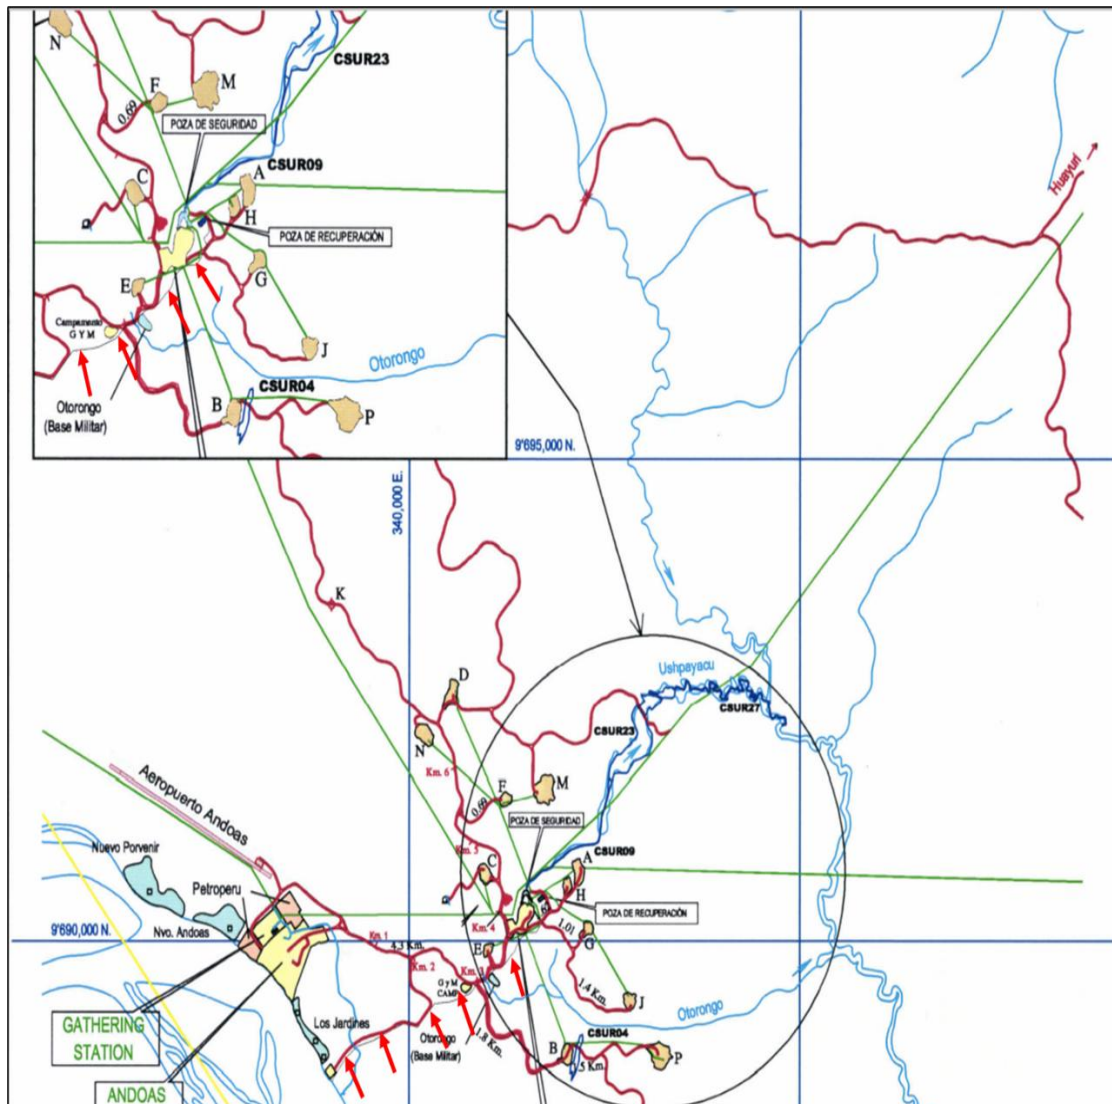 N
F
M
0.69
CSUR23
POZA DE SEGURIDAD
CSUR09
A
C
H
POZA DE RECUPERACIÓN
E
G
Campamento
G Y M
J
Otorongo
Otorongo
(Base Militar)
CSUR04
B
P
Huayurí
9'695,000 N.
340,000 E.
K
D
N
Ushpayacu
CSUR27
CSUR23
Km. 6
F
M
0.69
POZA DE SEGURIDAD
Km. 5
CSUR09
A
C
H
POZA DE RECUPERACIÓN
Km. 4
1.01
G
E
Aeropuerto Andoas
Nuevo Porvenir
Petroperu
Nvo. Andoas
9'690,000 N.
Km. 1
4.3 Km.
Km. 2
Km. 3
G y M
CAMP
1.4 Km.
J
Otorongo
GATHERING
STATION
Los Jardines
Otorongo
(Base Militar)
1.8 Km.
CSUR04
B
P
.5 Km.
ANDOAS